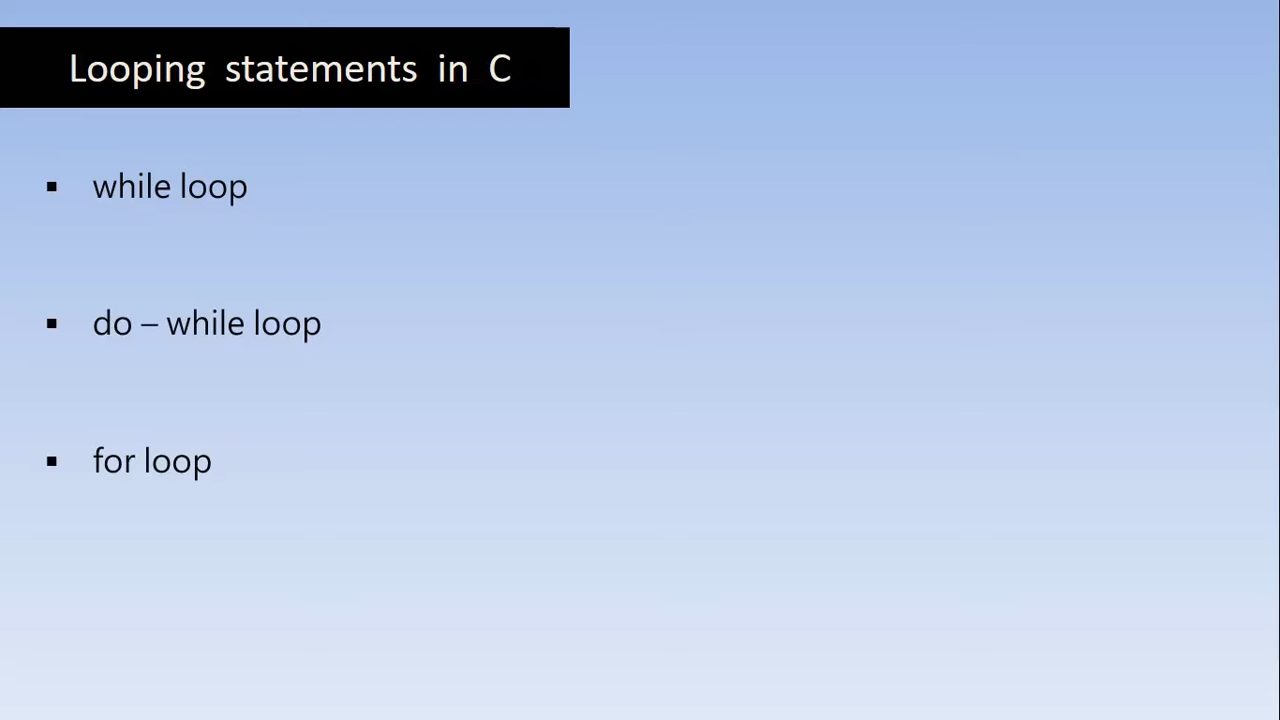 Looping statements in C
▪ while loop
▪ do – while loop
▪ for loop